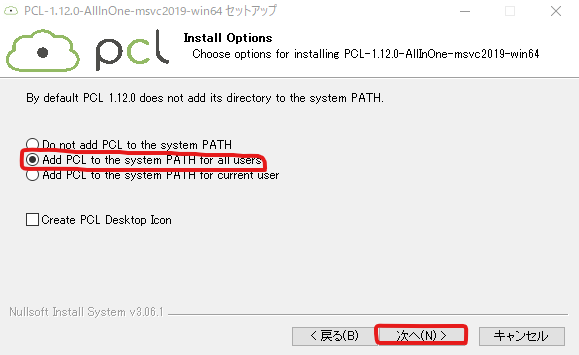 PCL-1.12.0-AllInOne-msvc2019-win64 セットアップ
pcl
Install Options
Choose options for installing PCL-1.12.0-AllInOne-msvc2019-win64
By default PCL 1.12.0 does not add its directory to the system PATH.
Do not add PCL to the system PATH
Add PCL to the system PATH for all users
Add PCL to the system PATH for current user
Create PCL Desktop Icon
Nullsoft Install System v3.06.1
< 戻る(B)
次へ(N) >
キャンセル